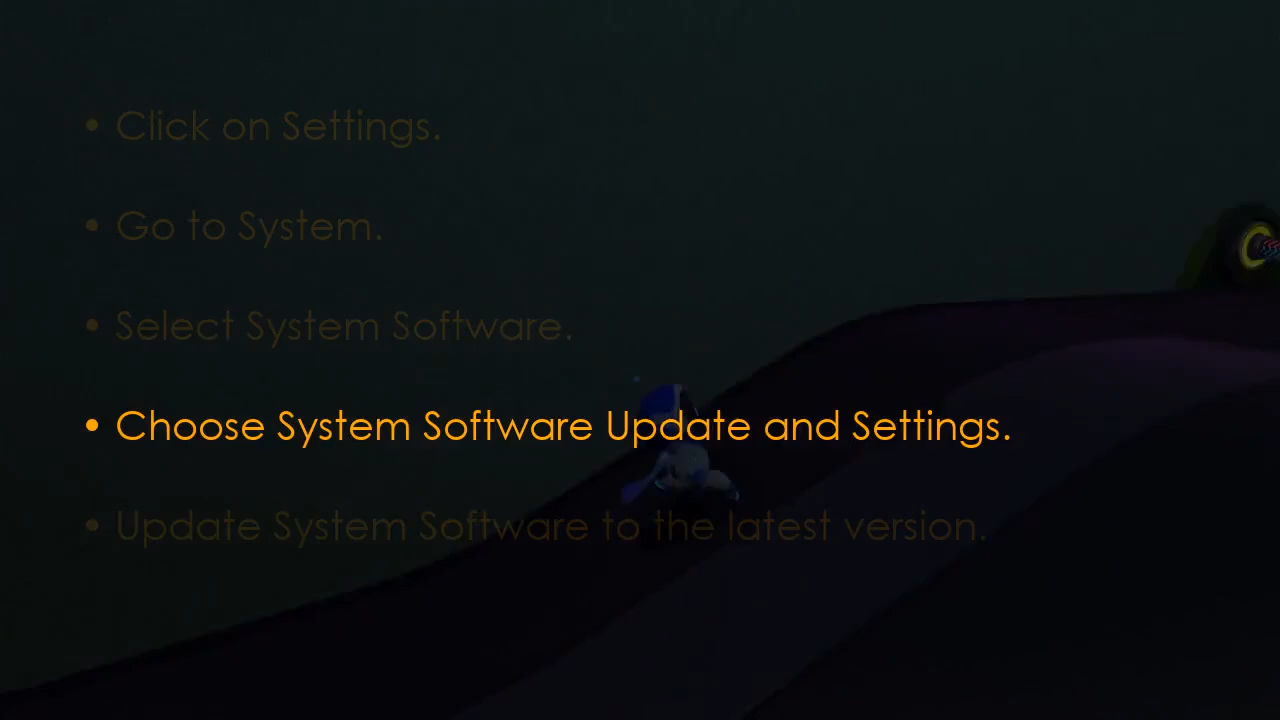 • Click on Settings.
• Go to System.
• Select System Software.
• Choose System Software Update and Settings.
• Update System Software to the latest version.